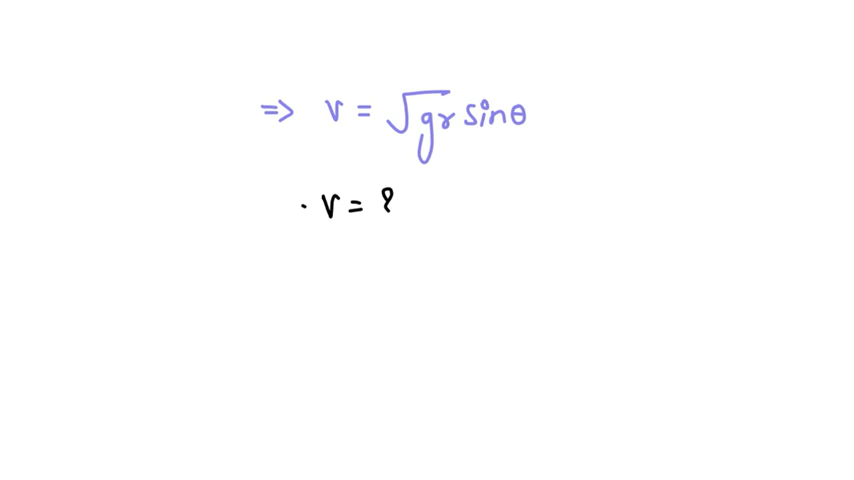 => v = √gr sinθ
· v = ?